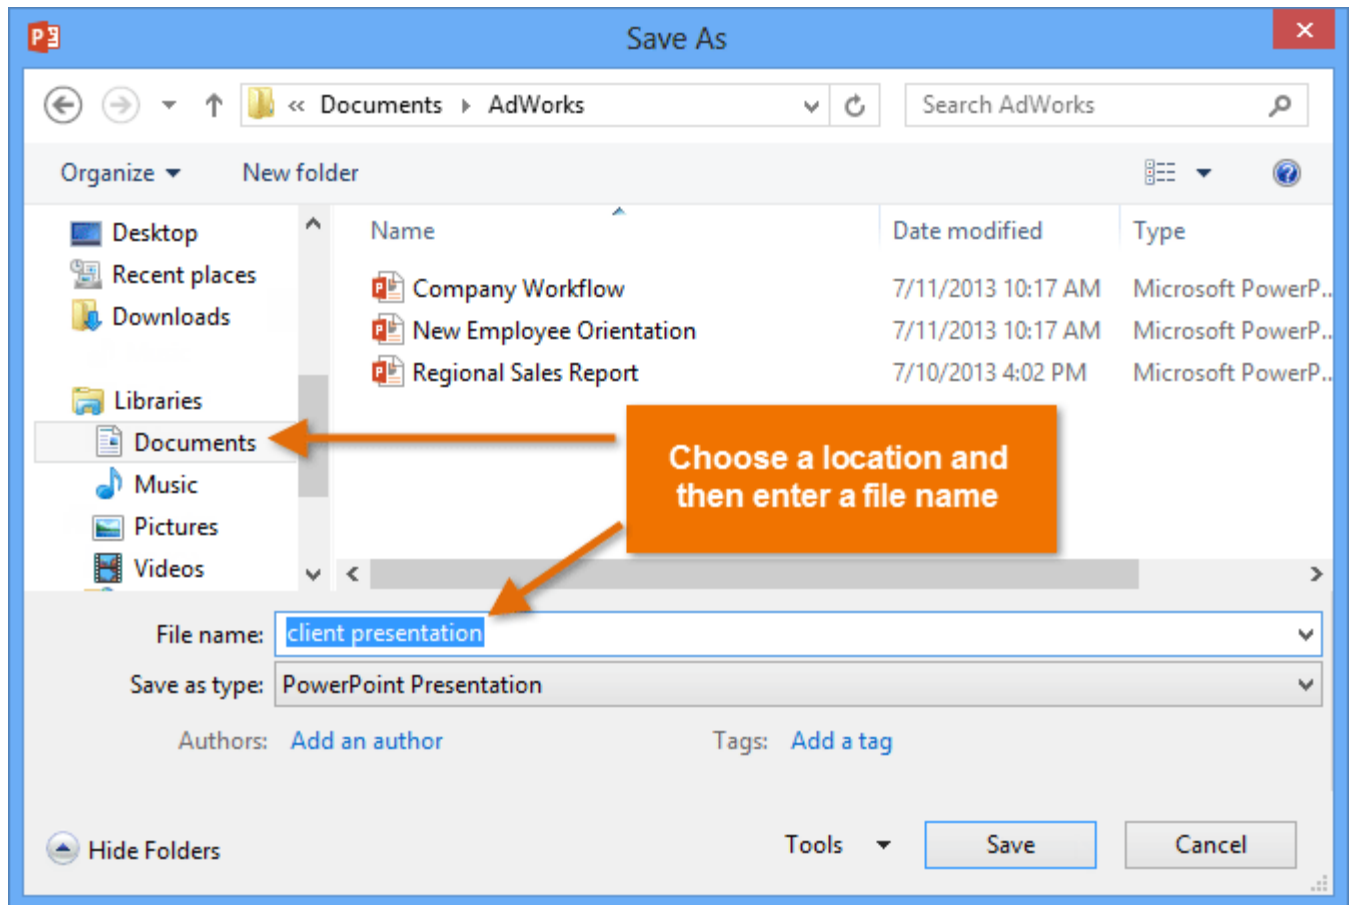 Save As
« Documents AdWorks Search AdWorks
Organize New folder
Name Date modified Type
Desktop
Recent places
Downloads
Libraries
Documents
Music
Pictures
Videos
Company Workflow 7/11/2013 10:17 AM Microsoft PowerP..
New Employee Orientation 7/11/2013 10:17 AM Microsoft PowerP..
Regional Sales Report 7/10/2013 4:02 PM Microsoft PowerP..
Choose a location and
then enter a file name
File name: client presentation
Save as type: PowerPoint Presentation
Authors: Add an author Tags: Add a tag
Hide Folders Tools Save Cancel